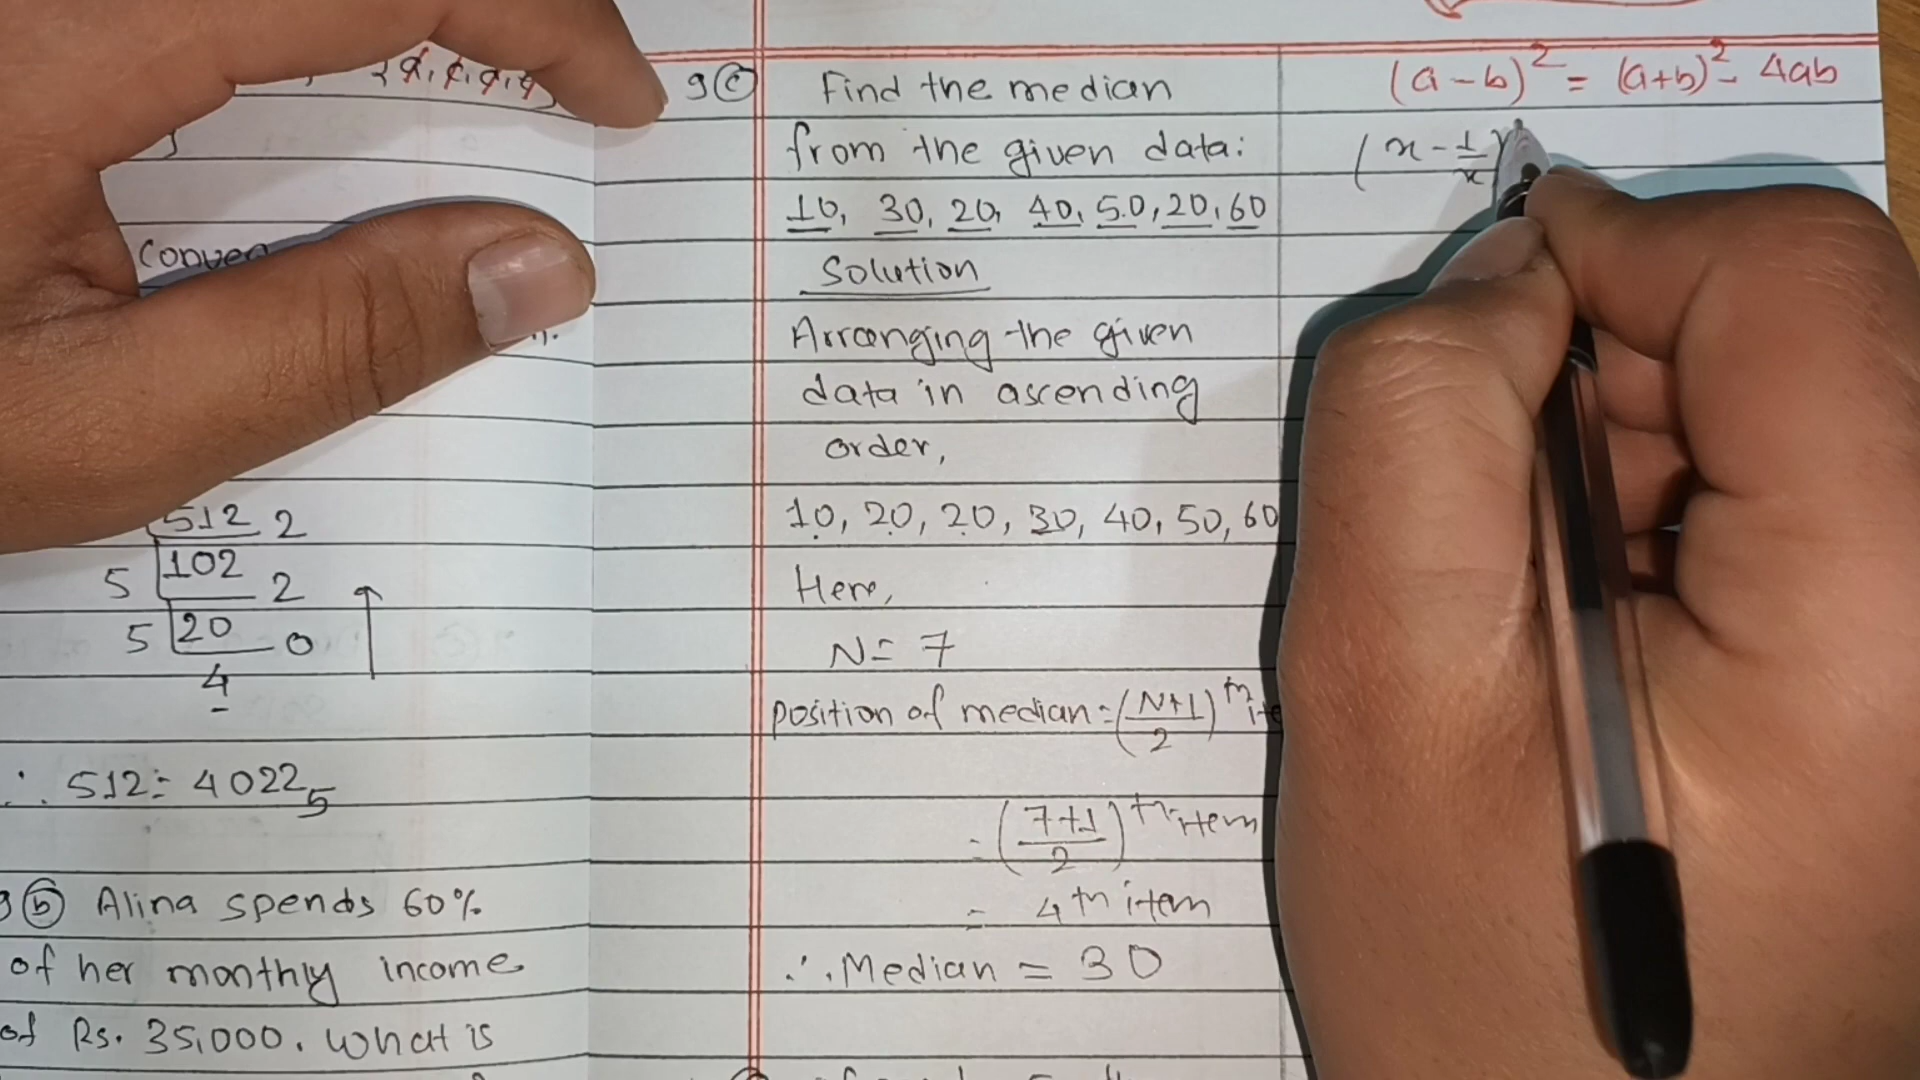 Conver
512 2
5 102 2
5 20 0
4
∴ 512 = 4022₅
9 (b) Alina spends 60%
of her monthly income
of Rs. 35,000. What is
9 (c) Find the median
from the given data:
10, 30, 20, 40, 50, 20, 60
Solution
Arranging the given
data in ascending
order,
10, 20, 20, 30, 40, 50, 60
Here,
N = 7
position of median = (N+1/2)th ite
= (7+1/2)th item
= 4th item
∴ Median = 30
(a - b)² = (a+b)² - 4ab
(x - 1/x)